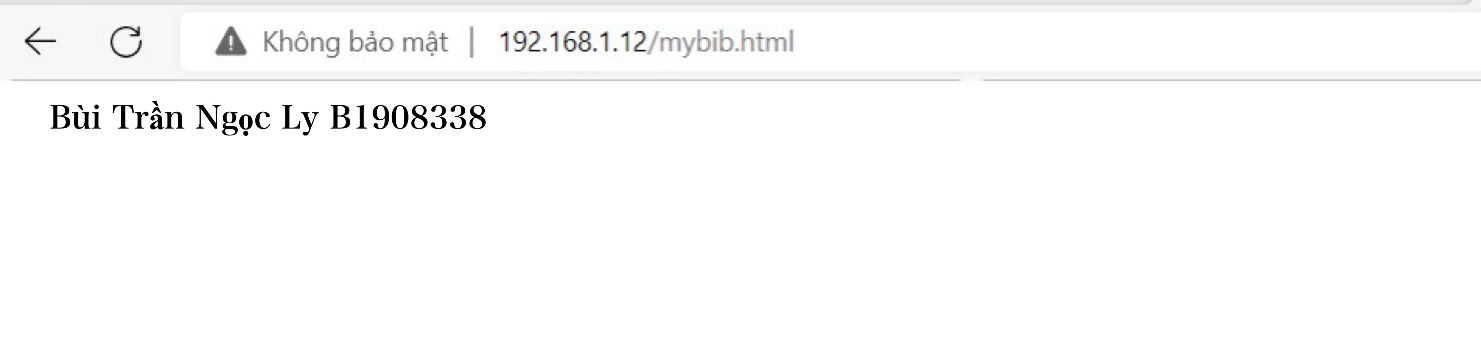 Không bảo mật | 192.168.1.12/mybib.html
Bùi Trần Ngọc Ly B1908338